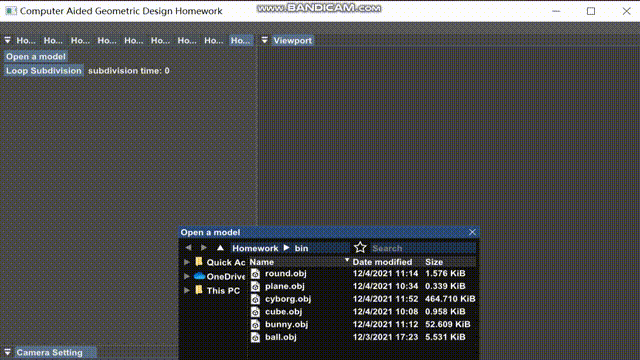 Computer Aided Geometric Design Homework
www.BANDICAM.com
Ho... Ho... Ho... Ho... Ho... Ho... Ho... Ho... Ho... Viewport
Open a model
Loop Subdivision subdivision time: 0
Open a model
Homework bin Search
Quick Ac
OneDrive
This PC
Name Date modified Size
round.obj 12/4/2021 11:14 1.576 KiB
plane.obj 12/4/2021 10:34 0.339 KiB
cyborg.obj 12/4/2021 11:52 464.710 KiB
cube.obj 12/4/2021 10:08 0.958 KiB
bunny.obj 12/4/2021 11:12 52.609 KiB
ball.obj 12/3/2021 17:23 5.531 KiB
Camera Setting